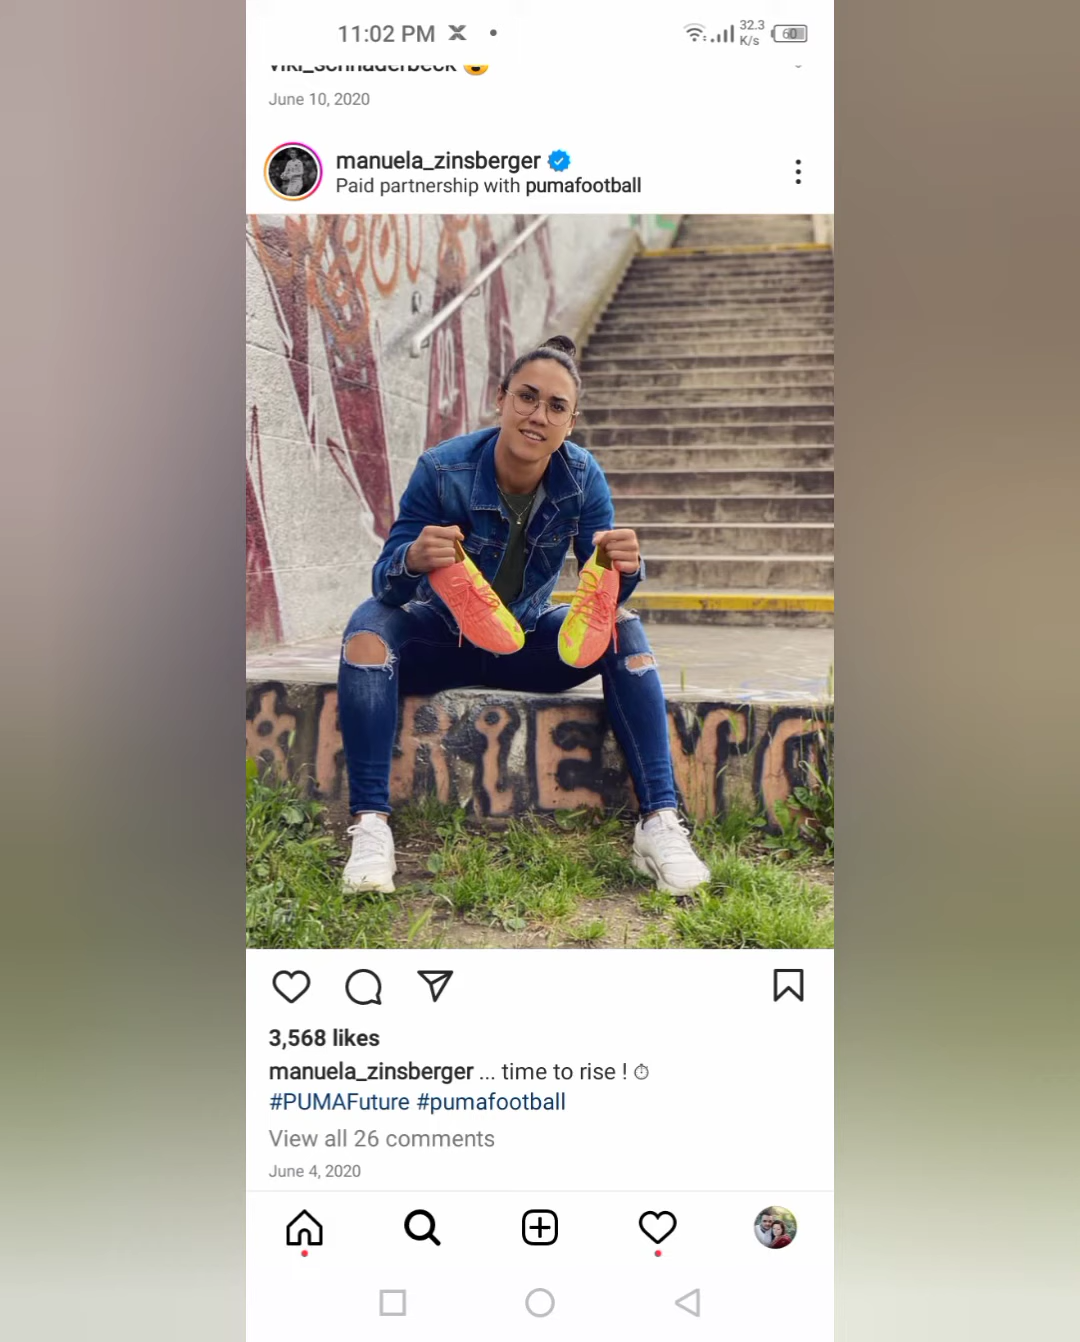 11:02 PM
32.3
K/s
60
viki_schnaderbeck
June 10, 2020
manuela_zinsberger
Paid partnership with pumafootball
3,568 likes
manuela_zinsberger ... time to rise ! ⏱
#PUMAFuture #pumafootball
View all 26 comments
June 4, 2020